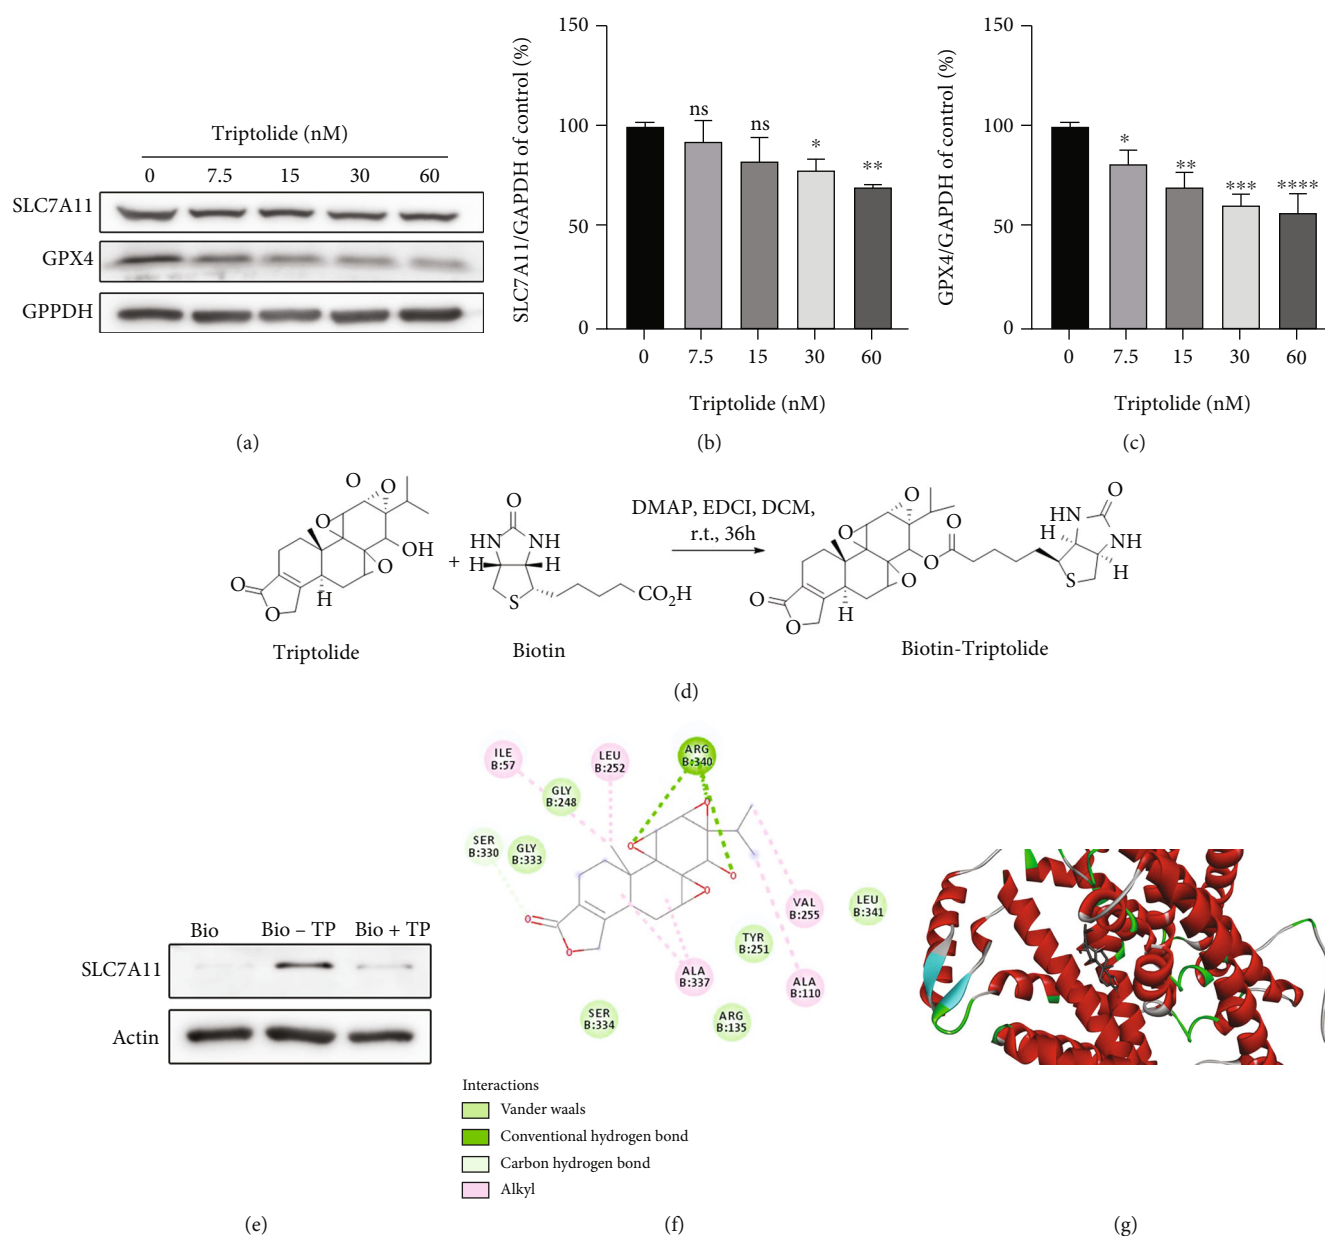 Triptolide (nM)
0 7.5 15 30 60
SLC7A11
GPX4
GPPDH
(a)
SLC7A11/GAPDH of control (%)
150
100
50
0
ns
ns
*
**
0 7.5 15 30 60
Triptolide (nM)
(b)
GPX4/GAPDH of control (%)
150
100
50
0
*
**
***
****
0 7.5 15 30 60
Triptolide (nM)
(c)
O
O
O
OH
O
O
O
H
Triptolide
+
O
HN NH
H H
S
CO₂H
Biotin
DMAP, EDCI, DCM,
r.t., 36h
O
O
O
O
O
O
O
H
O
HN
NH
H
H
S
Biotin-Triptolide
(d)
Bio Bio – TP Bio + TP
SLC7A11
Actin
(e)
ILE
B:57
LEU
B:252
ARG
B:340
GLY
B:248
SER
B:330
GLY
B:333
VAL
B:255
LEU
B:341
TYR
B:251
ALA
B:337
ALA
B:110
SER
B:334
ARG
B:135
O
O
O
O
O
O
Interactions
Vander waals
Conventional hydrogen bond
Carbon hydrogen bond
Alkyl
(f)
(g)